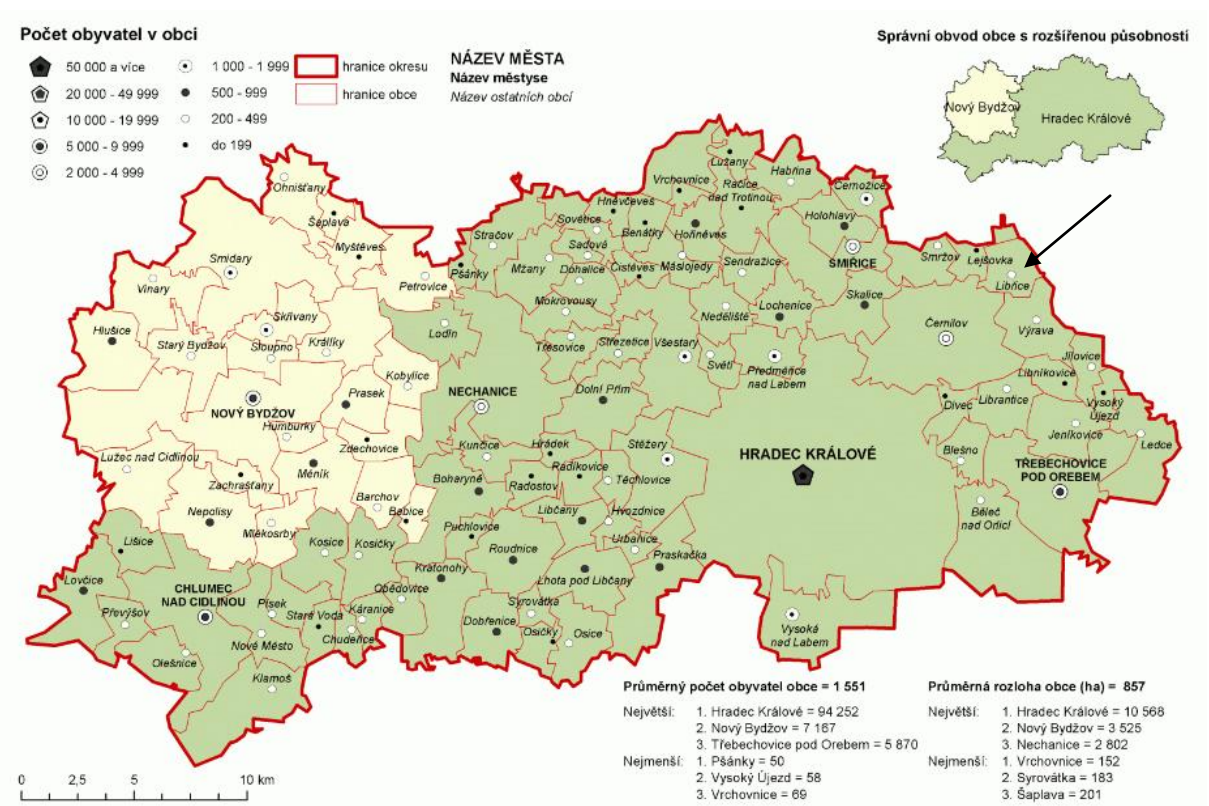 Počet obyvatel v obci
50 000 a více
20 000 - 49 999
10 000 - 19 999
5 000 - 9 999
2 000 - 4 999
1 000 - 1 999
500 - 999
200 - 499
do 199
hranice okresu
hranice obce
NÁZEV MĚSTA
Název městyse
Název ostatních obcí
Správní obvod obce s rozšířenou působností
Nový Bydžov
Hradec Králové
Ohnišťany
Šaplava
Myštěves
Smidary
Vinary
Petrovice
Hlušice
Skřivany
Starý Bydžov
Sloupno
Králíky
Kobylice
NOVÝ BYDŽOV
Prasek
Humburky
Zdechovice
Lužec nad Cidlinou
Zachrašťany
Měník
Nepolisy
Mlékosrby
Barchov
Babice
Lužany
Vrchovnice
Račice
nad Trotinou
Habřina
Černožice
Hněvčeves
Sovětice
Benátky
Hořiněves
Holohlavy
Stračov
Sadová
Pšánky
Mžany
Dohalice
Čistěves
Máslojedy
Sendražice
SMIŘICE
Smržov
Lejšovka
Libřice
Mokrovousy
Skalice
Lodín
Neděliště
Lochenice
Černilov
Výrava
Třesovice
Střezetice
Všestary
Světí
Předměřice
nad Labem
Jílovice
Libníkovice
NECHANICE
Dolní Přím
Divec
Librantice
Vysoký
Újezd
Jeníkovice
Ledce
Kunčice
Hrádek
Stěžery
HRADEC KRÁLOVÉ
Blešno
TŘEBECHOVICE
POD OREBEM
Boharyně
Radostov
Radíkovice
Těchlovice
Libčany
Hvozdnice
Běleč
nad Orlicí
Puchlovice
Urbanice
Lišice
Kosice
Kosičky
Roudnice
Praskačka
Lovčice
CHLUMEC
NAD CIDLINOU
Kratonohy
Lhota pod Libčany
Obědovice
Převýšov
Písek
Stará Voda
Káranice
Syrovátka
Vysoká
nad Labem
Nové Město
Chudeřice
Dobřenice
Osičky
Osice
Olešnice
Klamoš
Průměrný počet obyvatel obce = 1 551
Největší: 1. Hradec Králové = 94 252
2. Nový Bydžov = 7 167
3. Třebechovice pod Orebem = 5 870
Nejmenší: 1. Pšánky = 50
2. Vysoký Újezd = 58
3. Vrchovnice = 69
Průměrná rozloha obce (ha) = 857
Největší: 1. Hradec Králové = 10 568
2. Nový Bydžov = 3 525
3. Nechanice = 2 802
Nejmenší: 1. Vrchovnice = 152
2. Syrovátka = 183
3. Šaplava = 201
0 2,5 5 10 km